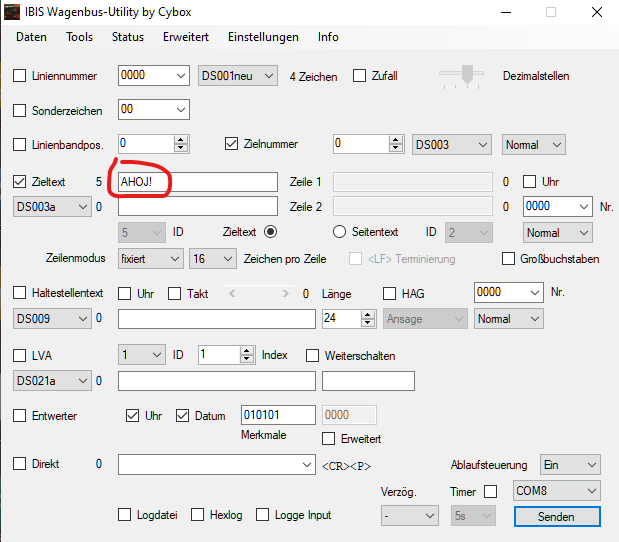 IBIS Wagenbus-Utility by Cybox
Daten Tools Status Erweitert Einstellungen Info
Liniennummer 0000 DS001neu 4 Zeichen Zufall Dezimalstellen
Sonderzeichen 00
Linienbandpos. 0 Zielnummer 0 DS003 Normal
Zieltext 5 AHOJ! Zeile 1 0 Uhr
DS003a 0 Zeile 2 0 0000 Nr.
5 ID Zieltext Seitentext ID 2 Normal
Zeilenmodus fixiert 16 Zeichen pro Zeile <LF> Terminierung Großbuchstaben
Haltestellentext Uhr Takt 0 Länge HAG 0000 Nr.
DS009 0 24 Ansage Normal
LVA 1 ID 1 Index Weiterschalten
DS021a 0
Entwerter Uhr Datum 010101 0000
Merkmale Erweitert
Direkt 0 <CR><P> Ablaufsteuerung Ein
Verzög. Timer COM8
Logdatei Hexlog Logge Input - 5s Senden